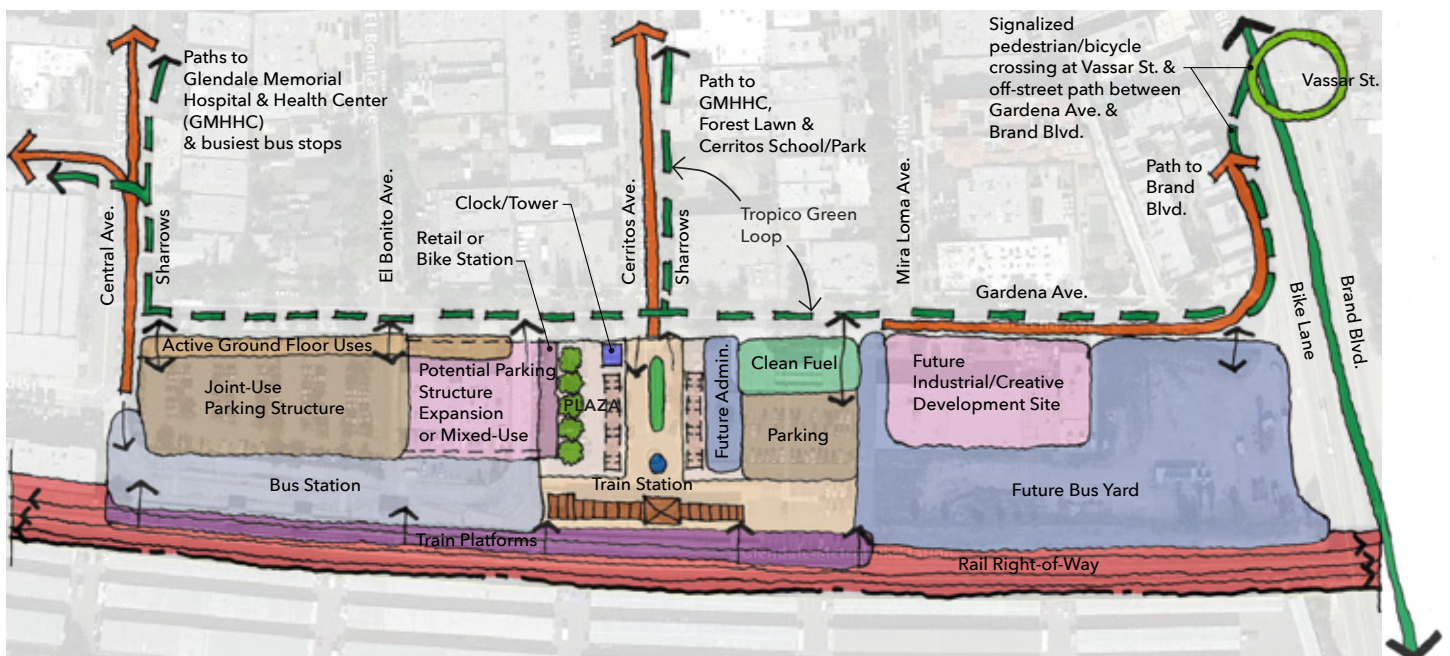 Paths to
Glendale Memorial
Hospital & Health Center
(GMHHC)
& busiest bus stops
Path to
GMHHC,
Forest Lawn &
Cerritos School/Park
Signalized
pedestrian/bicycle
crossing at Vassar St. &
off-street path between
Gardena Ave. &
Brand Blvd.
Vassar St.
Path to
Brand
Blvd.
Central Ave.
Sharrows
El Bonito Ave.
Clock/Tower
Retail or
Bike Station
Cerritos Ave.
Sharrows
Tropico Green
Loop
Mira Loma Ave.
Gardena Ave.
Bike Lane
Brand Blvd.
Active Ground Floor Uses
Joint-Use
Parking Structure
Potential Parking
Structure
Expansion
or Mixed-Use
PLAZA
Future Admin.
Clean Fuel
Parking
Future
Industrial/Creative
Development Site
Bus Station
Train Station
Future Bus Yard
Train Platforms
Rail Right-of-Way